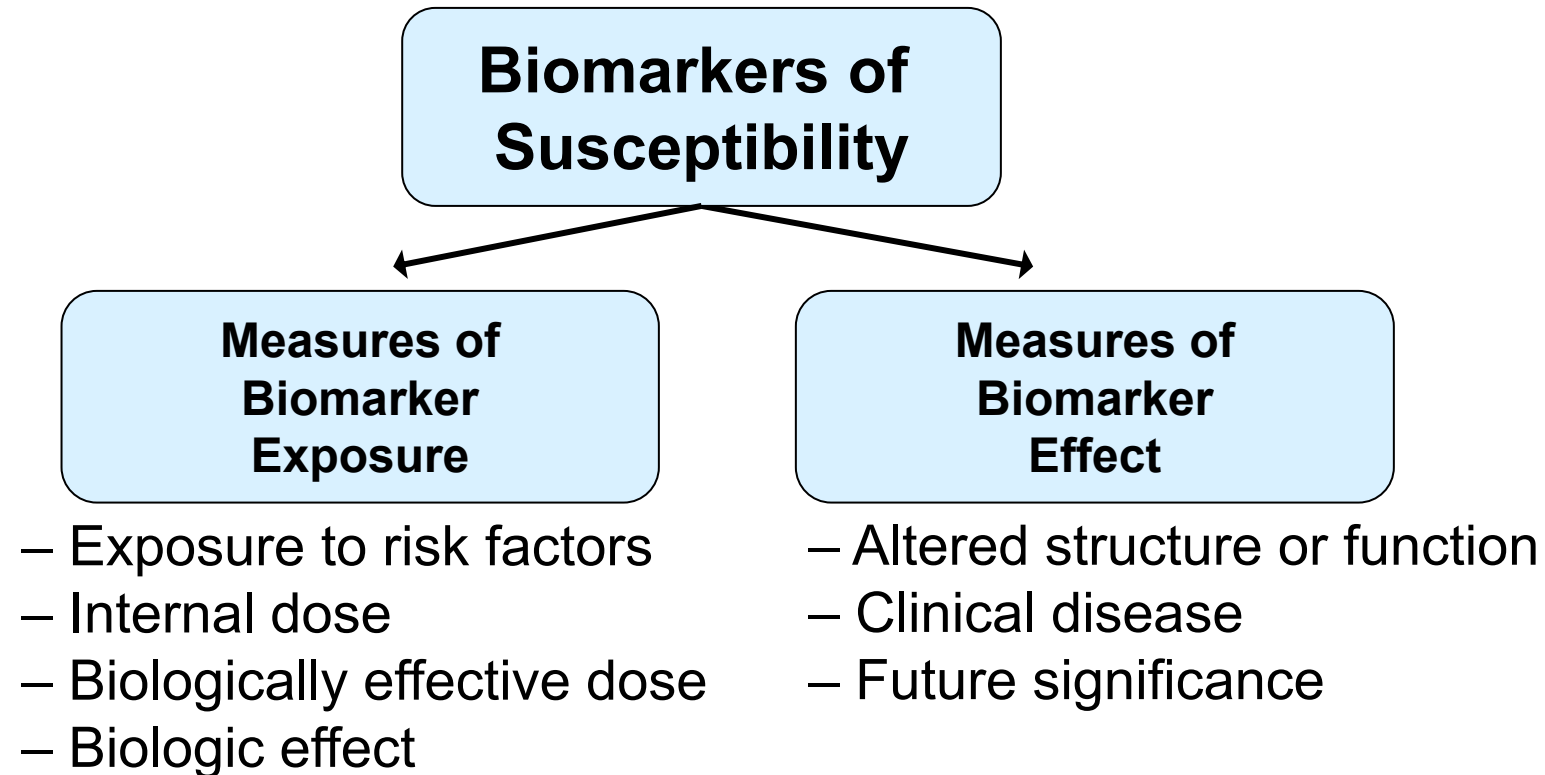 Biomarkers of
Susceptibility
Measures of
Biomarker
Exposure
– Exposure to risk factors
– Internal dose
– Biologically effective dose
– Biologic effect
Measures of
Biomarker
Effect
– Altered structure or function
– Clinical disease
– Future significance